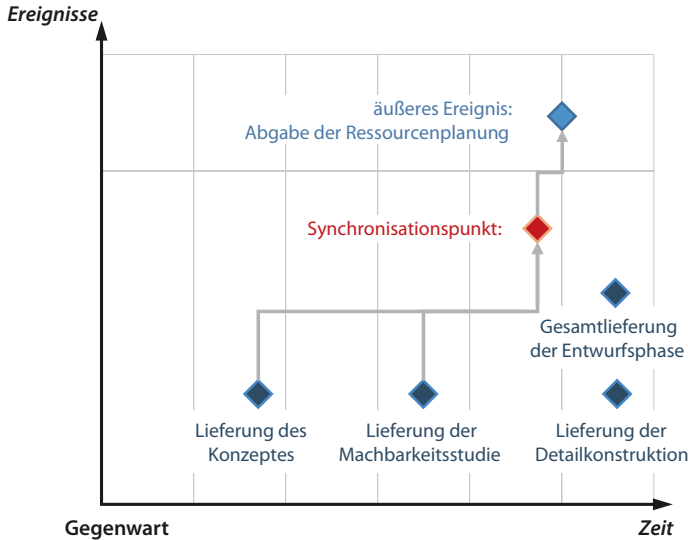 Ereignisse
äußeres Ereignis:
Abgabe der Ressourcenplanung
Synchronisationspunkt:
Gesamtlieferung
der Entwurfsphase
Lieferung des
Konzeptes
Lieferung der
Machbarkeitsstudie
Lieferung der
Detailkonstruktion
Gegenwart
Zeit